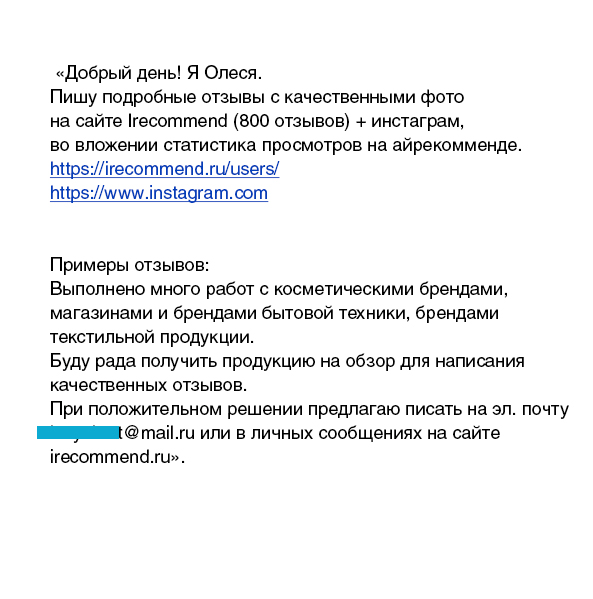 «Добрый день! Я Олеся.
Пишу подробные отзывы с качественными фото
на сайте Irecommend (800 отзывов) + инстаграм,
во вложении статистика просмотров на айрекомменде.
https://irecommend.ru/users/
https://www.instagram.com
Примеры отзывов:
Выполнено много работ с косметическими брендами,
магазинами и брендами бытовой техники, брендами
текстильной продукции.
Буду рада получить продукцию на обзор для написания
качественных отзывов.
При положительном решении предлагаю писать на эл. почту
t@mail.ru или в личных сообщениях на сайте
irecommend.ru».